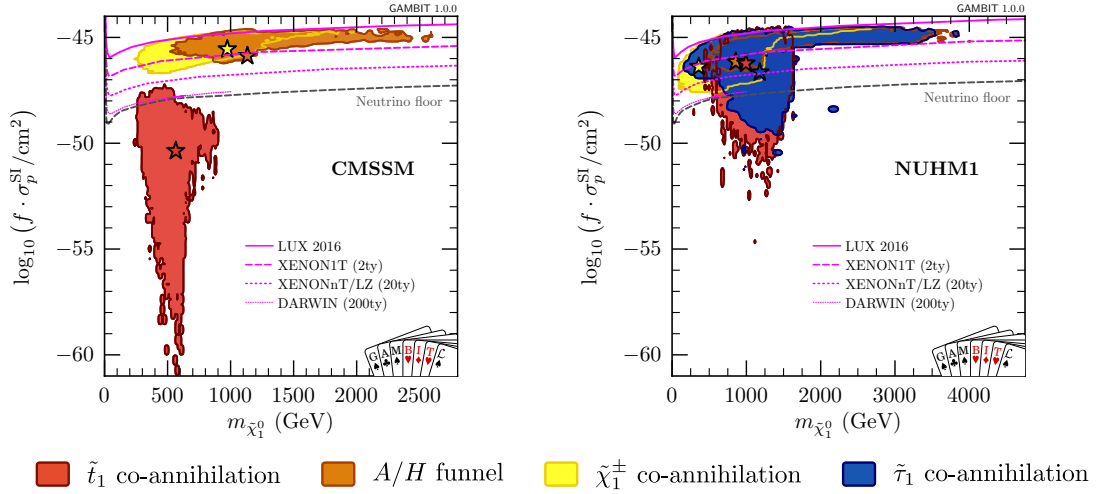 GAMBIT 1.0.0
−45
−50
−55
−60
log₁₀ (f · σₚˢᴵ/cm²)
Neutrino floor
CMSSM
LUX 2016
XENON1T (2ty)
XENONnT/LZ (20ty)
DARWIN (200ty)
G A M B I T
0 500 1000 1500 2000 2500
m_χ̃₁⁰ (GeV)
GAMBIT 1.0.0
−45
−50
−55
−60
log₁₀ (f · σₚˢᴵ/cm²)
Neutrino floor
NUHM1
LUX 2016
XENON1T (2ty)
XENONnT/LZ (20ty)
DARWIN (200ty)
G A M B I T
0 1000 2000 3000 4000
m_χ̃₁⁰ (GeV)
t̃₁ co-annihilation
A/H funnel
χ̃₁± co-annihilation
τ̃₁ co-annihilation